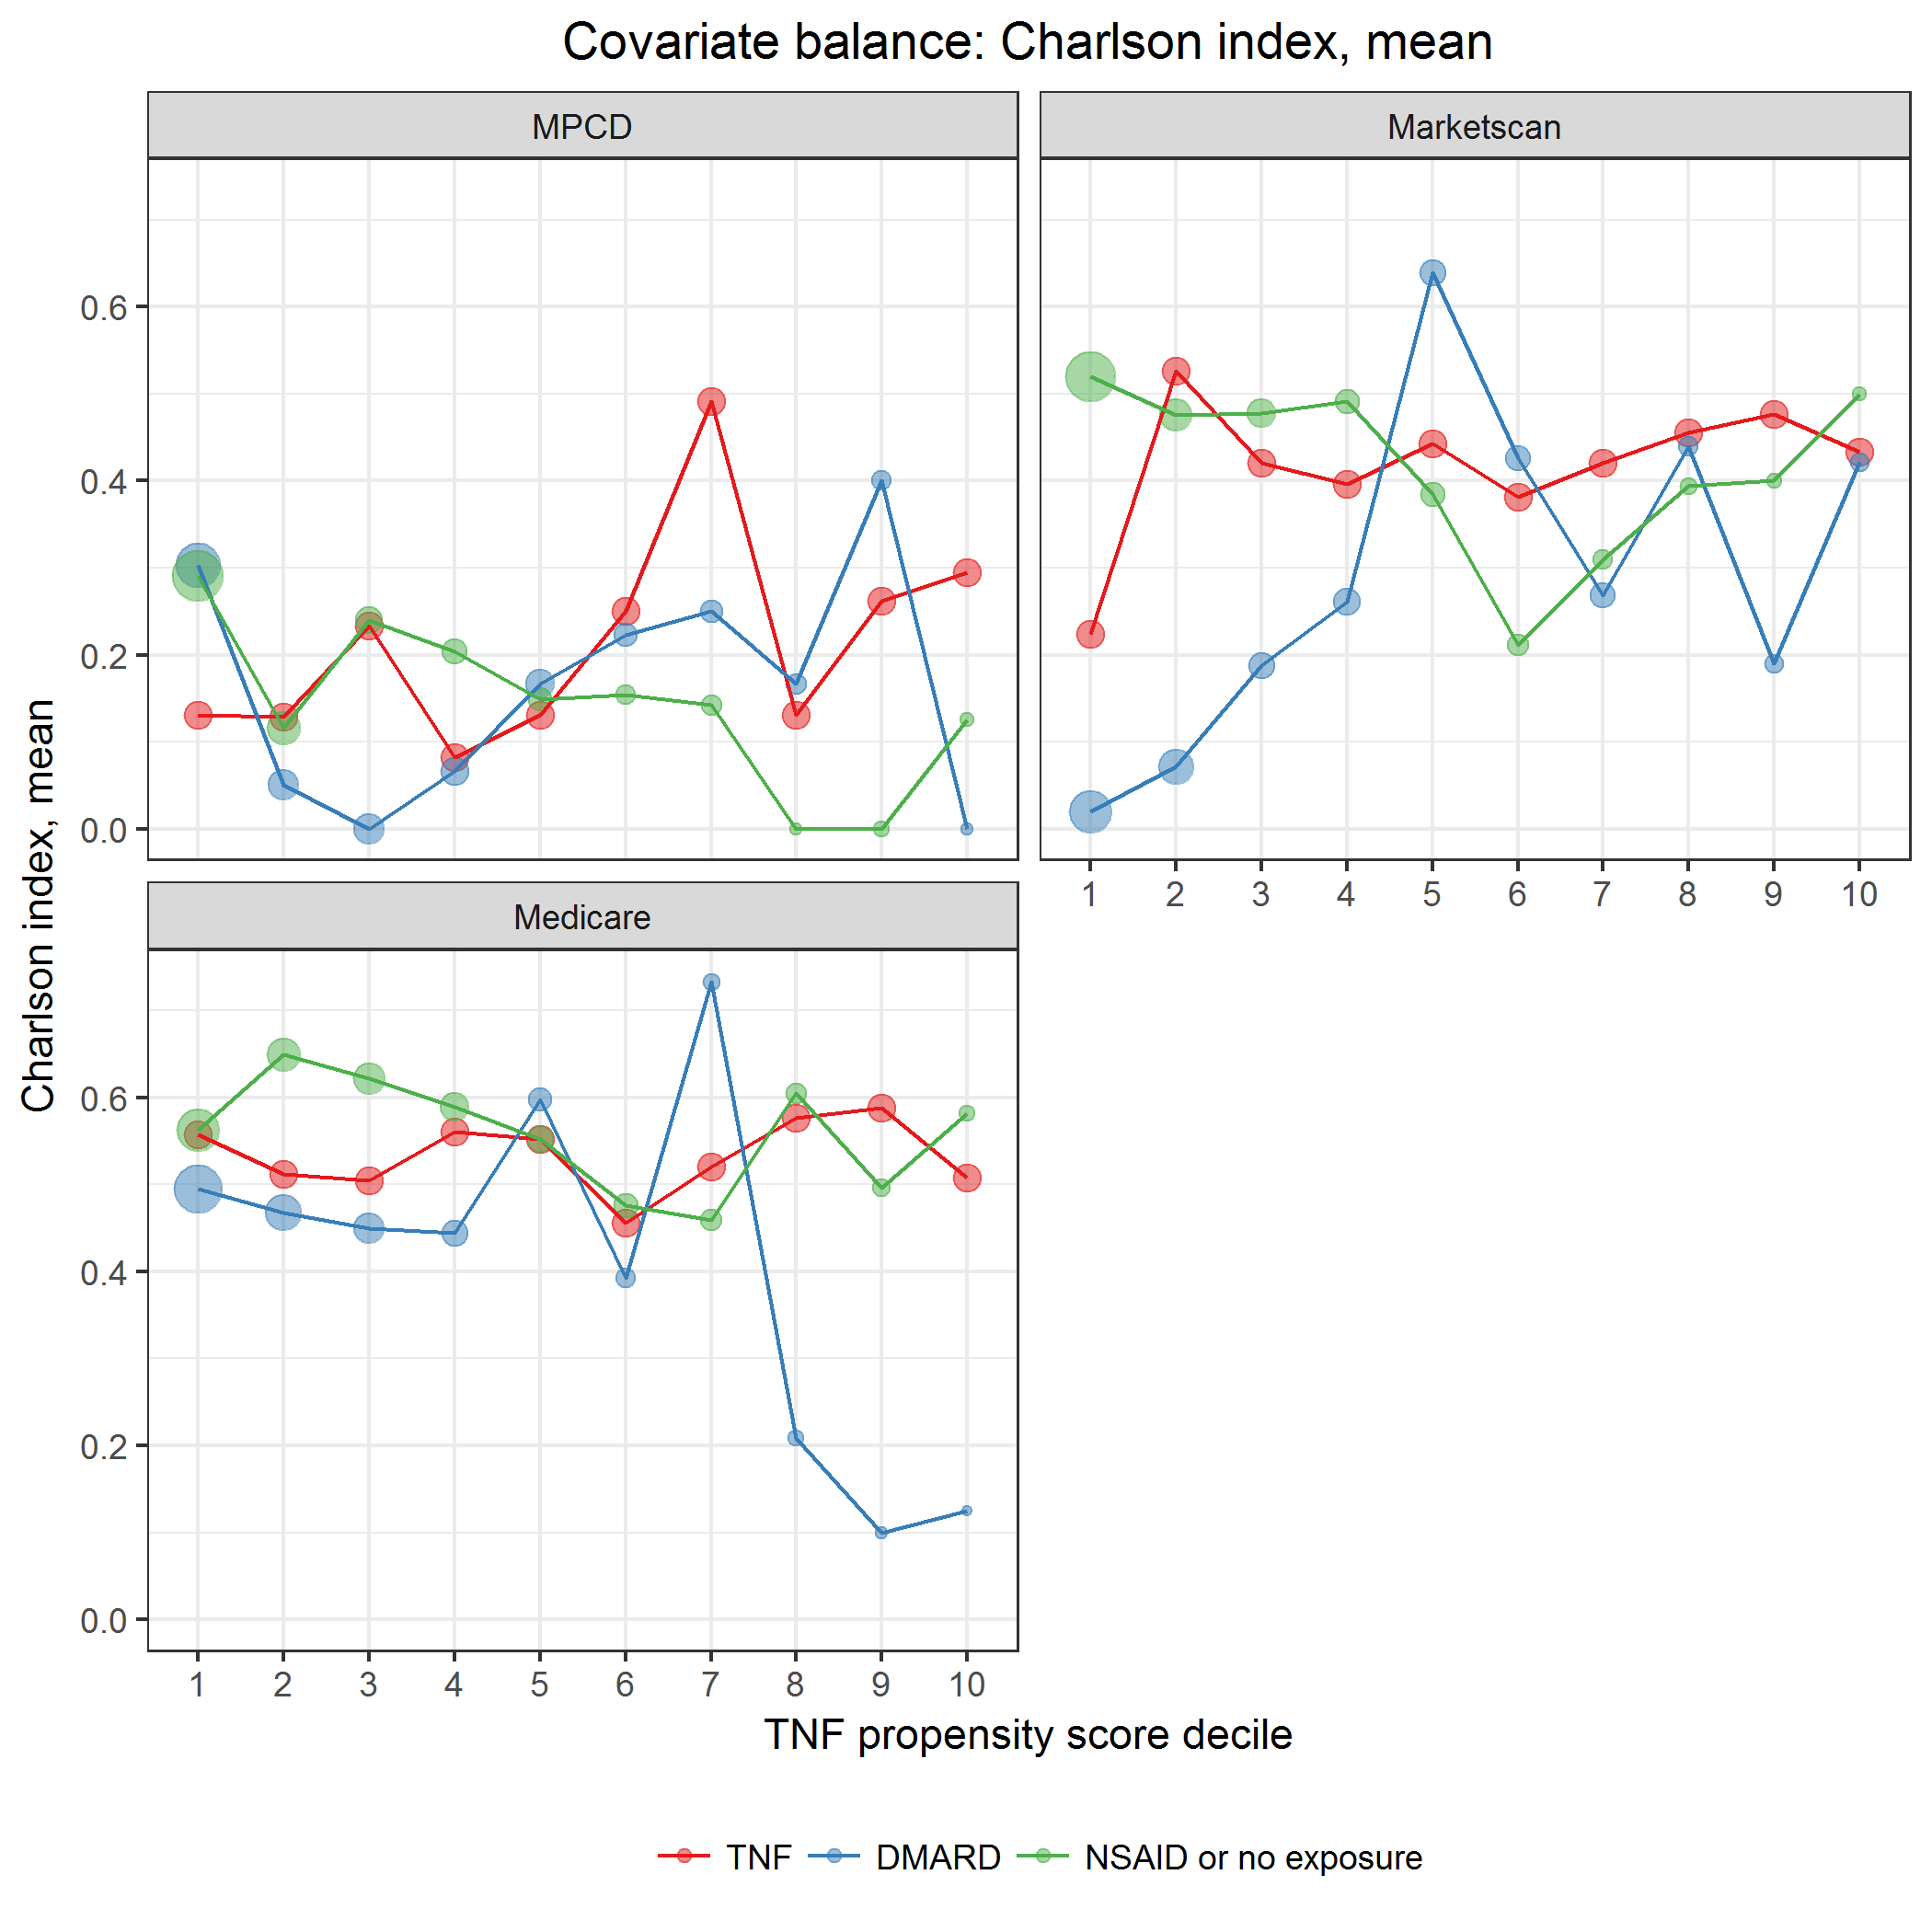 Covariate balance: Charlson index, mean
MPCD
Marketscan
0.6
0.4
0.2
0.0
1 2 3 4 5 6 7 8 9 10
Medicare
0.6
0.4
0.2
0.0
1 2 3 4 5 6 7 8 9 10
Charlson index, mean
TNF propensity score decile
TNF DMARD NSAID or no exposure